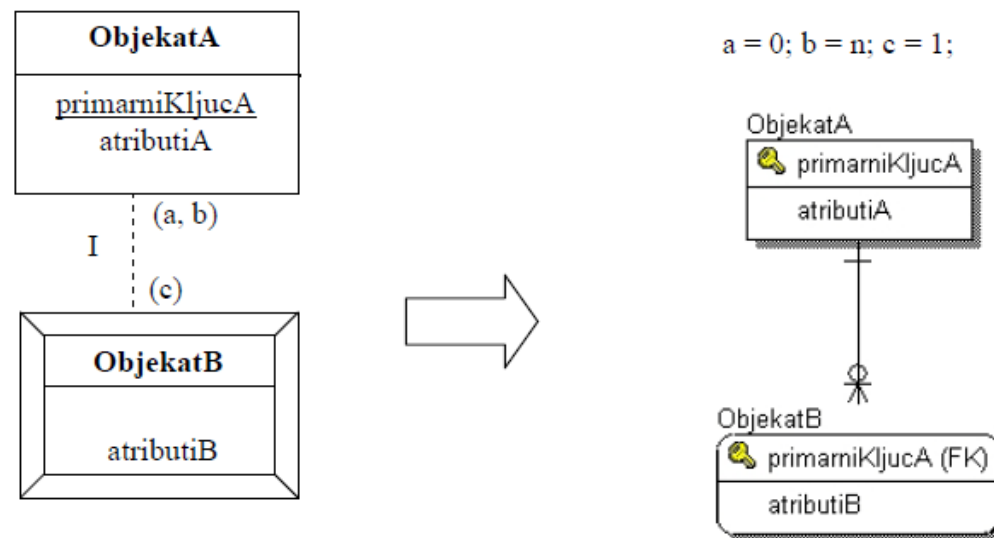 ObjekatA
primarniKljucA
atributiA
(a, b)
I
(c)
ObjekatB
atributiB
a = 0; b = n; c = 1;
ObjekatA
primarniKljucA
atributiA
ObjekatB
primarniKljucA (FK)
atributiB